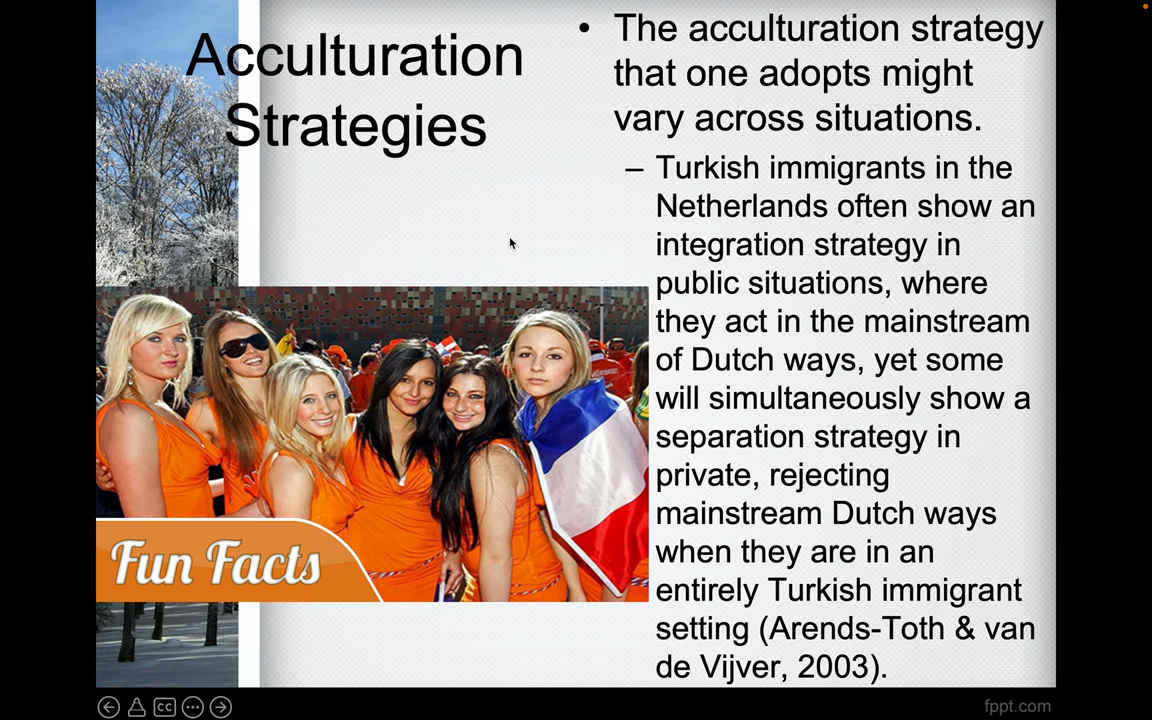 Acculturation
Strategies
• The acculturation strategy
that one adopts might
vary across situations.
– Turkish immigrants in the
Netherlands often show an
integration strategy in
public situations, where
they act in the mainstream
of Dutch ways, yet some
will simultaneously show a
separation strategy in
private, rejecting
mainstream Dutch ways
when they are in an
entirely Turkish immigrant
setting (Arends-Toth & van
de Vijver, 2003).
Fun Facts
CC
fppt.com